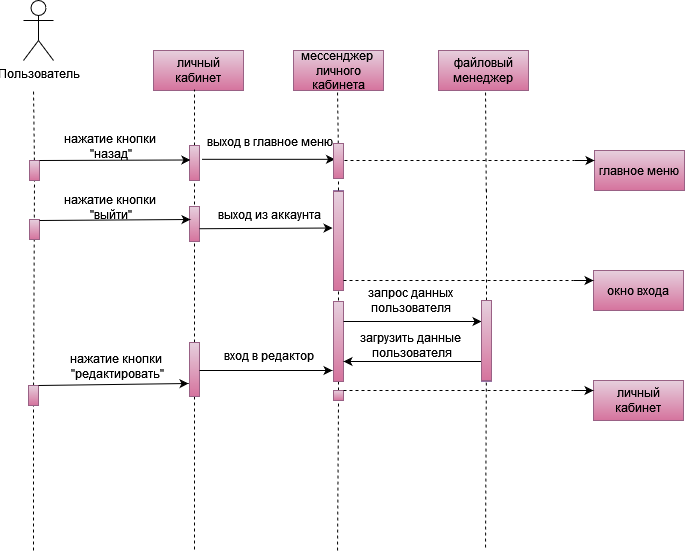 Пользователь
личный
кабинет
мессенджер
личного
кабинета
файловый
менеджер
нажатие кнопки
"назад"
выход в главное меню
главное меню
нажатие кнопки
"выйти"
выход из аккаунта
окно входа
запрос данных
пользователя
загрузить данные
пользователя
нажатие кнопки
"редактировать"
вход в редактор
личный
кабинет